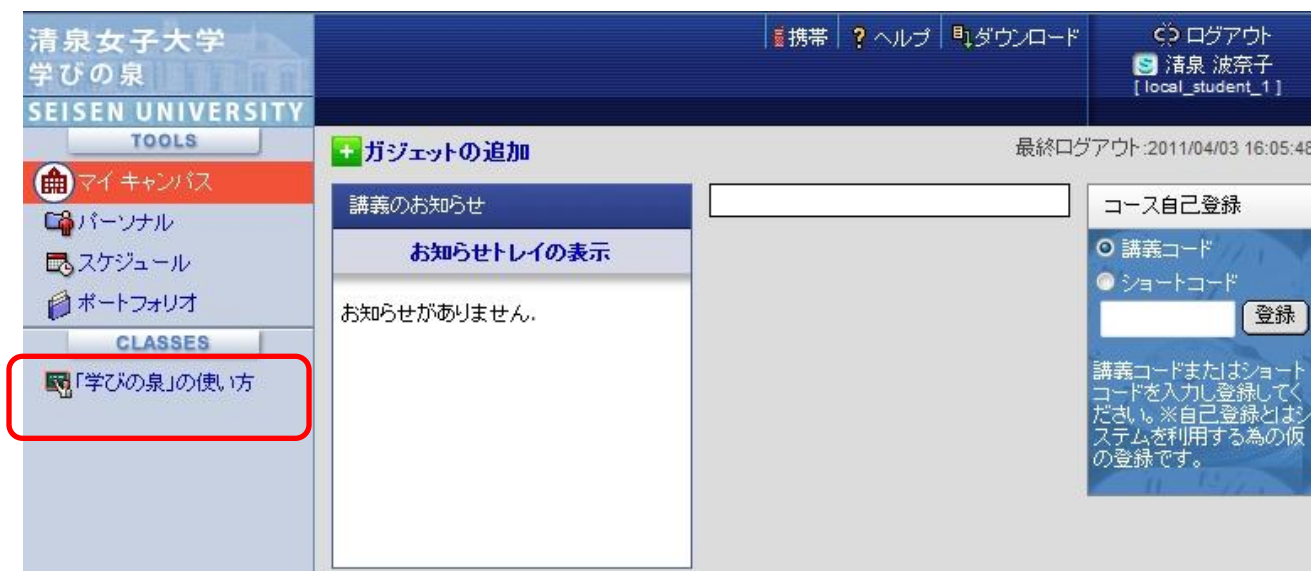 清泉女子大学
学びの泉
SEISEN UNIVERSITY
携帯 ヘルプ ダウンロード
ログアウト
清泉 波奈子
[ local_student_1 ]
TOOLS
マイ キャンパス
パーソナル
スケジュール
ポートフォリオ
CLASSES
「学びの泉」の使い方
ガジェットの追加
最終ログアウト:2011/04/03 16:05:48
講義のお知らせ
お知らせトレイの表示
お知らせがありません.
コース自己登録
講義コード
ショートコード
登録
講義コードまたはショート
コードを入力し登録してく
ださい。※自己登録とはシ
ステムを利用する為の仮
の登録です。